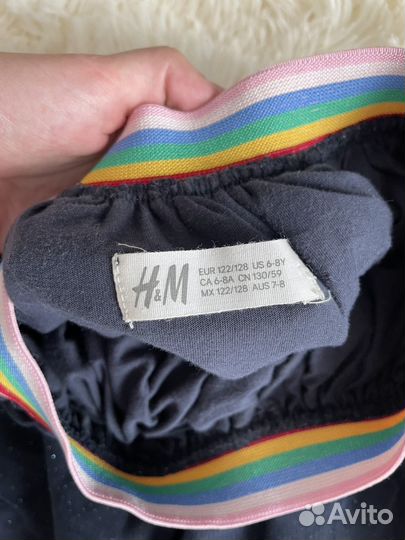 H&M
EUR 122/128 US 6-8Y
CA 6-8A CN 130/59
MX 122/128 AUS 7-8
Avito